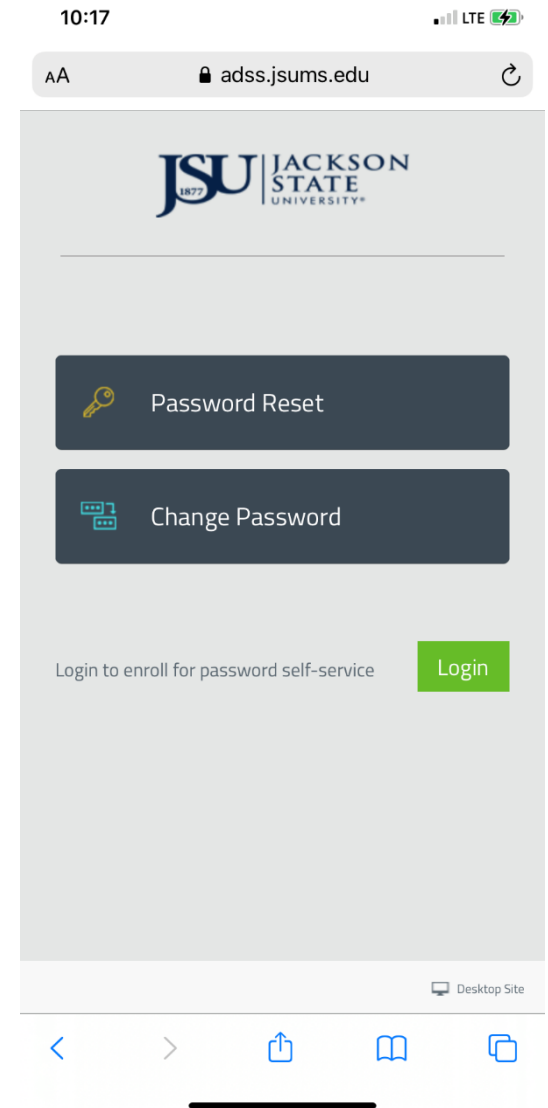 10:17
LTE
AA
adss.jsums.edu
JSU
1877
JACKSON
STATE
UNIVERSITY®
Password Reset
Change Password
Login to enroll for password self-service
Login
Desktop Site